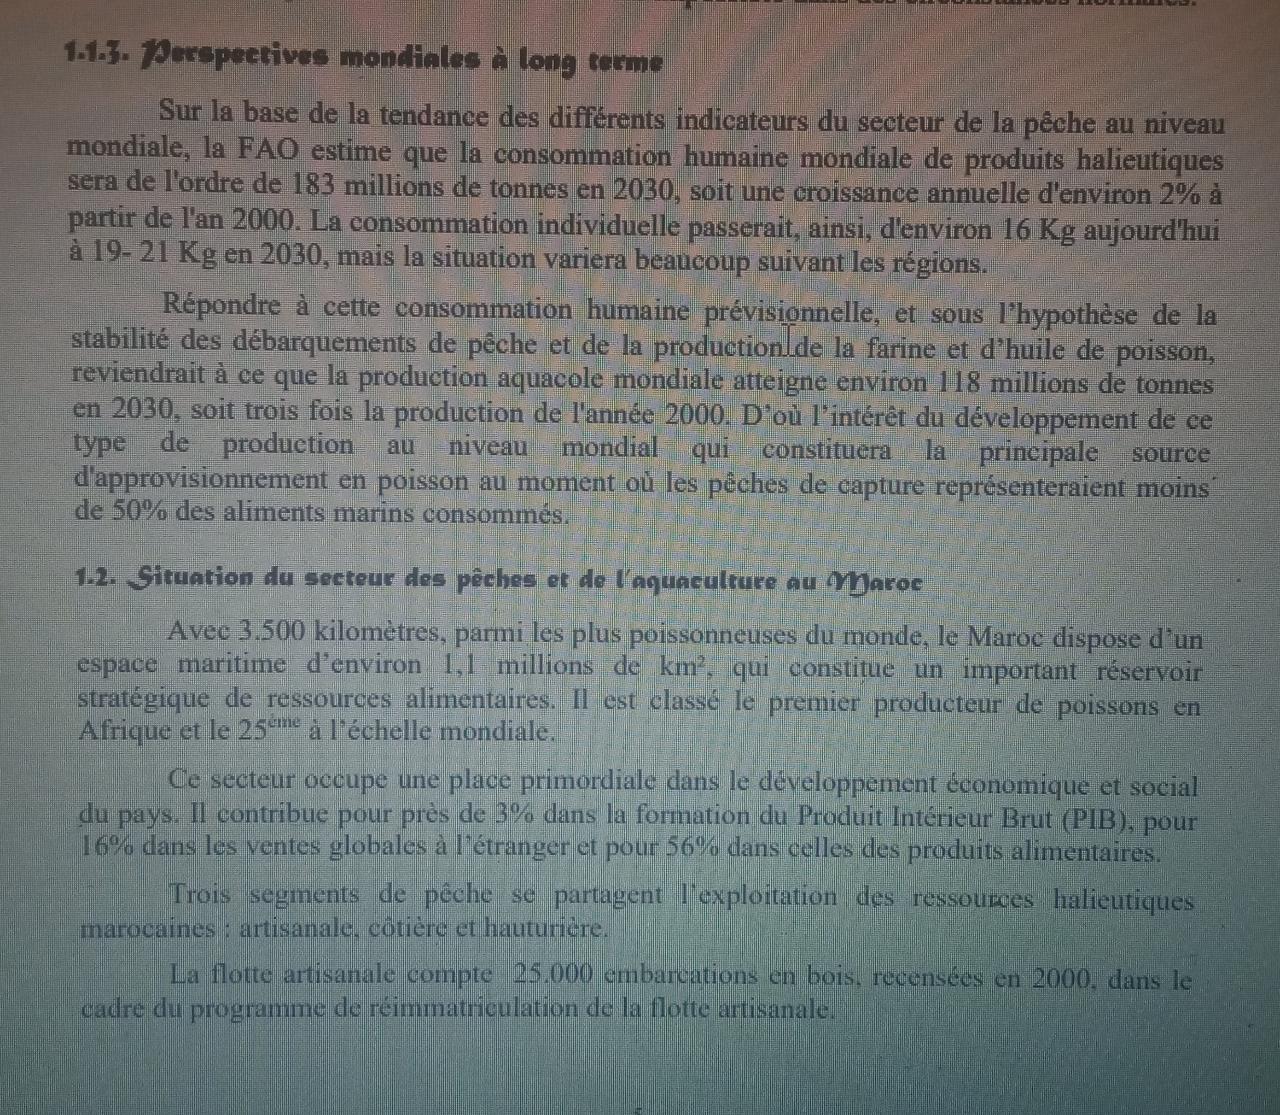 1.1.3. Perspectives mondiales à long terme
Sur la base de la tendance des différents indicateurs du secteur de la pêche au niveau
mondiale, la FAO estime que la consommation humaine mondiale de produits halieutiques
sera de l'ordre de 183 millions de tonnes en 2030, soit une croissance annuelle d'environ 2% à
partir de l'an 2000. La consommation individuelle passerait, ainsi, d'environ 16 Kg aujourd'hui
à 19- 21 Kg en 2030, mais la situation variera beaucoup suivant les régions.
Répondre à cette consommation humaine prévisionnelle, et sous l'hypothèse de la
stabilité des débarquements de pêche et de la production de la farine et d'huile de poisson,
reviendrait à ce que la production aquacole mondiale atteigne environ 118 millions de tonnes
en 2030, soit trois fois la production de l'année 2000. D'où l'intérêt du développement de ce
type de production au niveau mondial qui constituera la principale source
d'approvisionnement en poisson au moment où les pêches de capture représenteraient moins
de 50% des aliments marins consommés.
1.2. Situation du secteur des pêches et de l'aquaculture au Maroc
Avec 3.500 kilomètres, parmi les plus poissonneuses du monde, le Maroc dispose d'un
espace maritime d'environ 1,1 millions de km², qui constitue un important réservoir
stratégique de ressources alimentaires. Il est classé le premier producteur de poissons en
Afrique et le 25ème à l'échelle mondiale.
Ce secteur occupe une place primordiale dans le développement économique et social
du pays. Il contribue pour près de 3% dans la formation du Produit Intérieur Brut (PIB), pour
16% dans les ventes globales à l'étranger et pour 56% dans celles des produits alimentaires.
Trois segments de pêche se partagent l'exploitation des ressources halieutiques
marocaines : artisanale, côtière et hauturière.
La flotte artisanale compte 25.000 embarcations en bois, recensées en 2000, dans le
cadre du programme de réimmatriculation de la flotte artisanale.